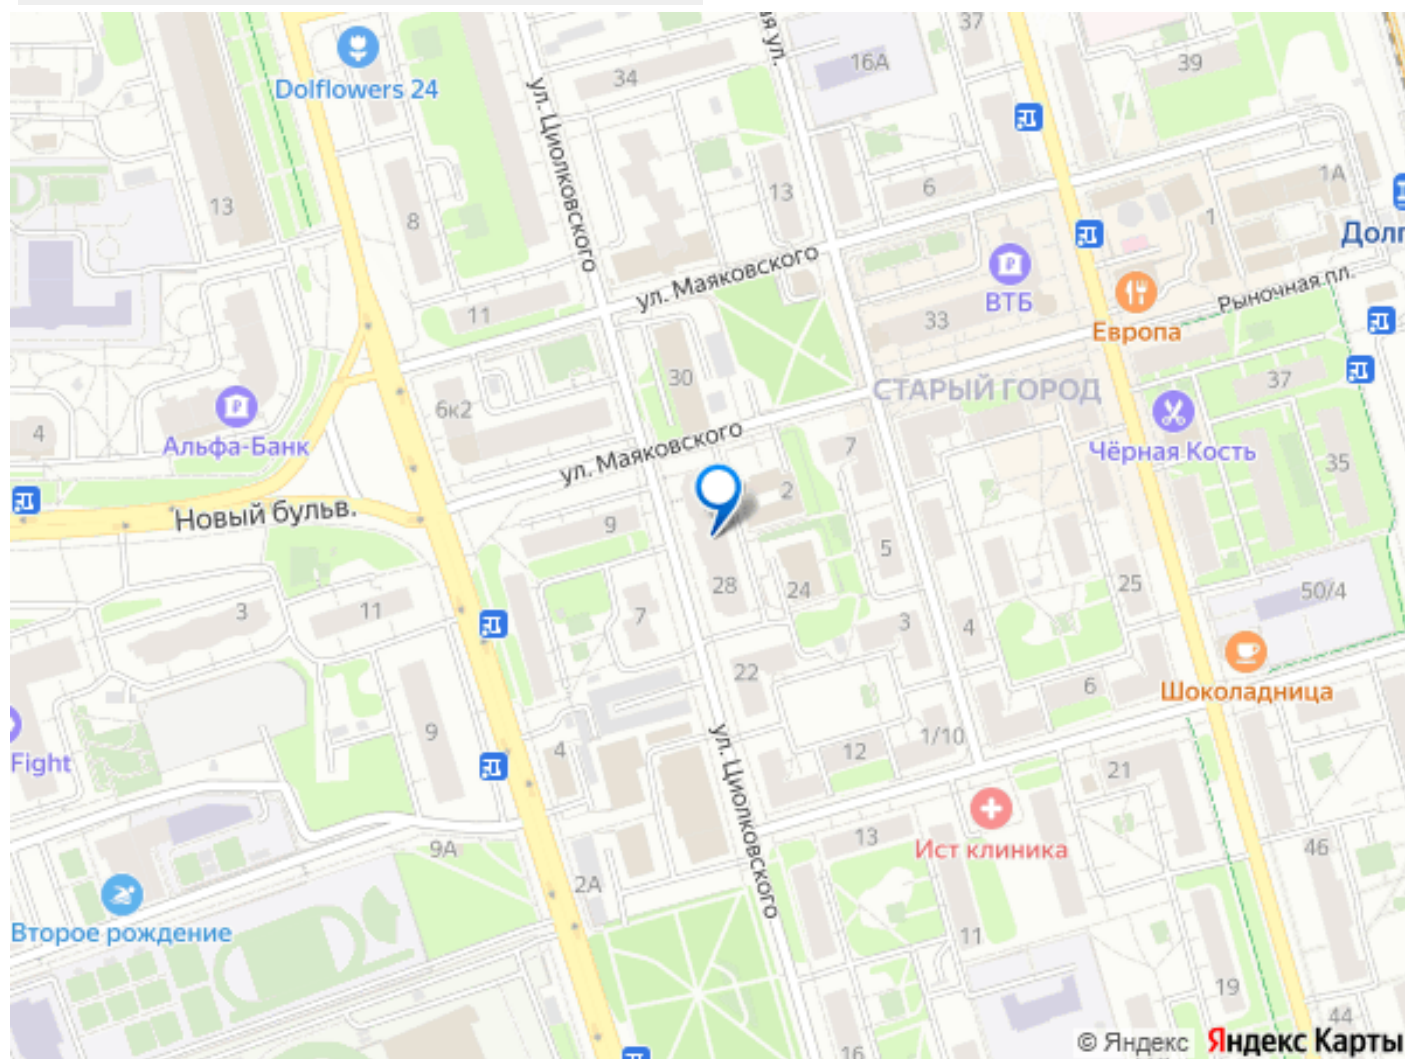 37
ая ул.
16А
39
34
Dolflowers 24
ул. Циолковского
13
13
6
1А
8
1
Долг
ул. Маяковского
ВТБ
Рыночная пл.
11
33
Европа
30
37
СТАРЫЙ ГОРОД
6к2
4
Альфа-Банк
ул. Маяковского
7
Чёрная Кость
35
2
Новый бульв.
9
5
28
24
25
50/4
3
11
7
3
4
22
6
Шоколадница
9
1/10
Fight
4
12
ул. Циолковского
21
13
Ист клиника
46
9А
2А
Второе рождение
11
19
44
16
© Яндекс Яндекс Карты